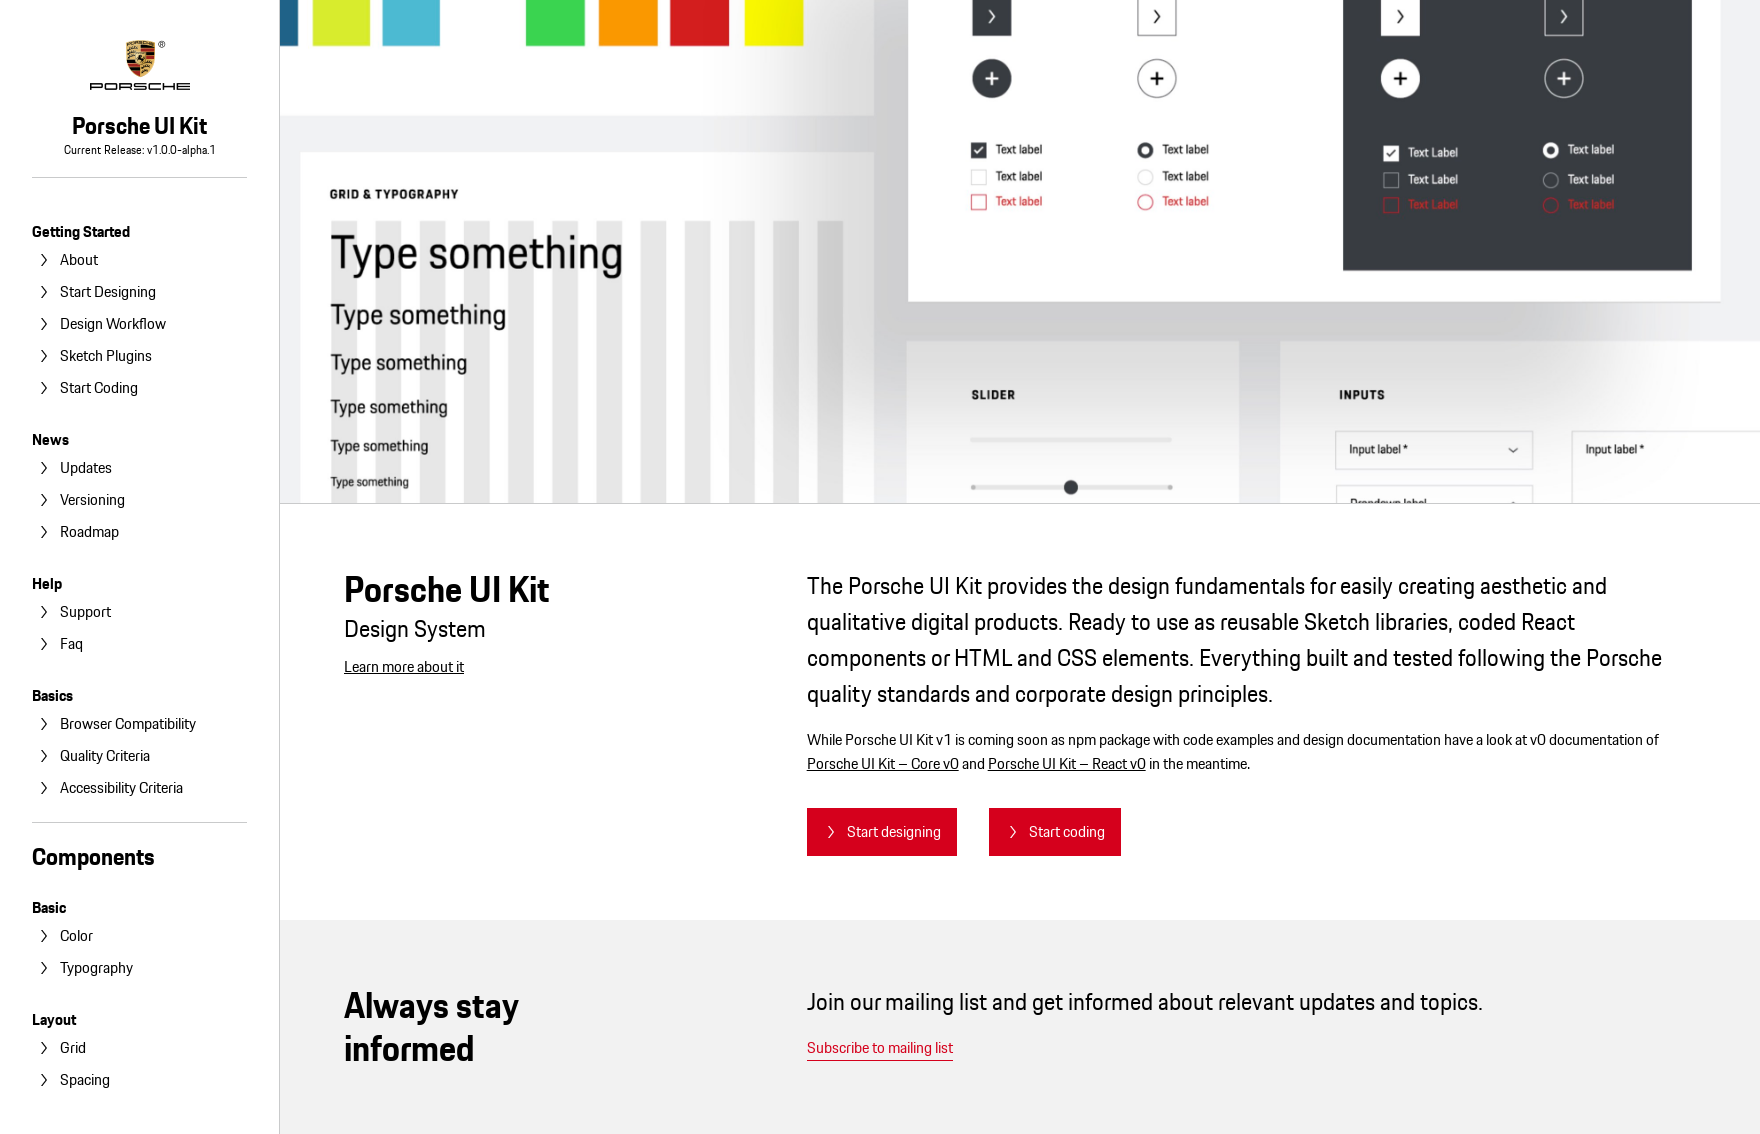 PORSCHE
Porsche UI Kit
Current Release: v1.0.0-alpha.1
Getting Started
About
Start Designing
Design Workflow
Sketch Plugins
Start Coding
News
Updates
Versioning
Roadmap
Help
Support
Faq
Basics
Browser Compatibility
Quality Criteria
Accessibility Criteria
Components
Basic
Color
Typography
Layout
Grid
Spacing
GRID & TYPOGRAPHY
Type something
Type something
Type something
Type something
Type something
Type something
Text label Text label Text Label Text label
Text label Text label Text Label Text label
Text label Text label Text Label Text label
SLIDER
INPUTS
Input label * Input label *
Dropdown label
Porsche UI Kit
Design System
Learn more about it
The Porsche UI Kit provides the design fundamentals for easily creating aesthetic and
qualitative digital products. Ready to use as reusable Sketch libraries, coded React
components or HTML and CSS elements. Everything built and tested following the Porsche
quality standards and corporate design principles.
While Porsche UI Kit v1 is coming soon as npm package with code examples and design documentation have a look at v0 documentation of
Porsche UI Kit – Core v0 and Porsche UI Kit – React v0 in the meantime.
Start designing
Start coding
Always stay
informed
Join our mailing list and get informed about relevant updates and topics.
Subscribe to mailing list